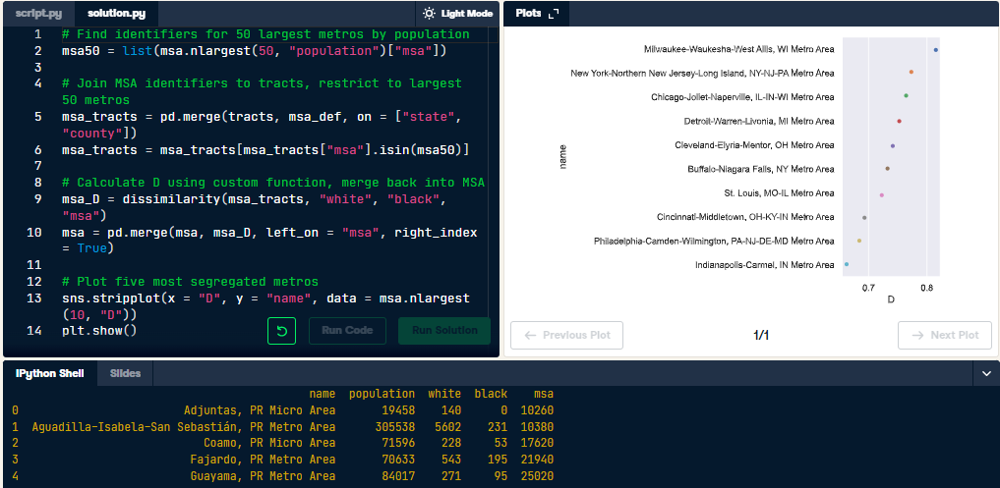 script.py solution.py Light Mode
1 # Find identifiers for 50 largest metros by population
2 msa50 = list(msa.nlargest(50, "population")["msa"])
3
4 # Join MSA identifiers to tracts, restrict to largest
50 metros
5 msa_tracts = pd.merge(tracts, msa_def, on = ["state",
"county"])
6 msa_tracts = msa_tracts[msa_tracts["msa"].isin(msa50)]
7
8 # Calculate D using custom function, merge back into MSA
9 msa_D = dissimilarity(msa_tracts, "white", "black",
"msa")
10 msa = pd.merge(msa, msa_D, left_on = "msa", right_index
= True)
11
12 # Plot five most segregated metros
13 sns.stripplot(x = "D", y = "name", data = msa.nlargest
(10, "D"))
14 plt.show()
Run Code Run Solution
Plots
Milwaukee-Waukesha-West Allis, WI Metro Area
New York-Northern New Jersey-Long Island, NY-NJ-PA Metro Area
Chicago-Joliet-Naperville, IL-IN-WI Metro Area
Detroit-Warren-Livonia, MI Metro Area
Cleveland-Elyria-Mentor, OH Metro Area
Buffalo-Niagara Falls, NY Metro Area
St. Louis, MO-IL Metro Area
Cincinnati-Middletown, OH-KY-IN Metro Area
Philadelphia-Camden-Wilmington, PA-NJ-DE-MD Metro Area
Indianapolis-Carmel, IN Metro Area
name
0.7 0.8
D
Previous Plot 1/1 Next Plot
IPython Shell Slides
name population white black msa
0 Adjuntas, PR Micro Area 19458 140 0 10260
1 Aguadilla-Isabela-San Sebastián, PR Metro Area 305538 5602 231 10380
2 Coamo, PR Micro Area 71596 228 53 17620
3 Fajardo, PR Metro Area 70633 543 195 21940
4 Guayama, PR Metro Area 84017 271 95 25020